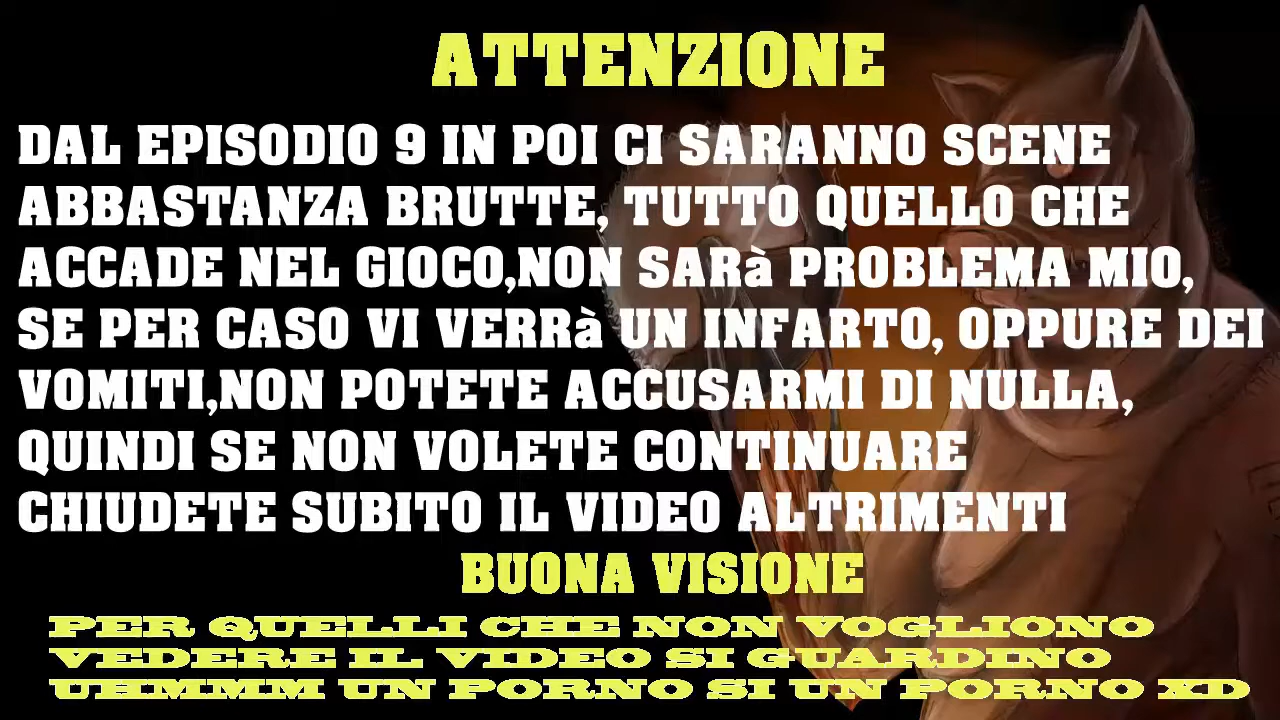 ATTENZIONE
DAL EPISODIO 9 IN POI CI SARANNO SCENE
ABBASTANZA BRUTTE, TUTTO QUELLO CHE
ACCADE NEL GIOCO,NON SARà PROBLEMA MIO,
SE PER CASO VI VERRà UN INFARTO, OPPURE DEI
VOMITI,NON POTETE ACCUSARMI DI NULLA,
QUINDI SE NON VOLETE CONTINUARE
CHIUDETE SUBITO IL VIDEO ALTRIMENTI
BUONA VISIONE
PER QUELLI CHE NON VOGLIONO
VEDERE IL VIDEO SI GUARDINO
UHMMM UN PORNO SI UN PORNO XD